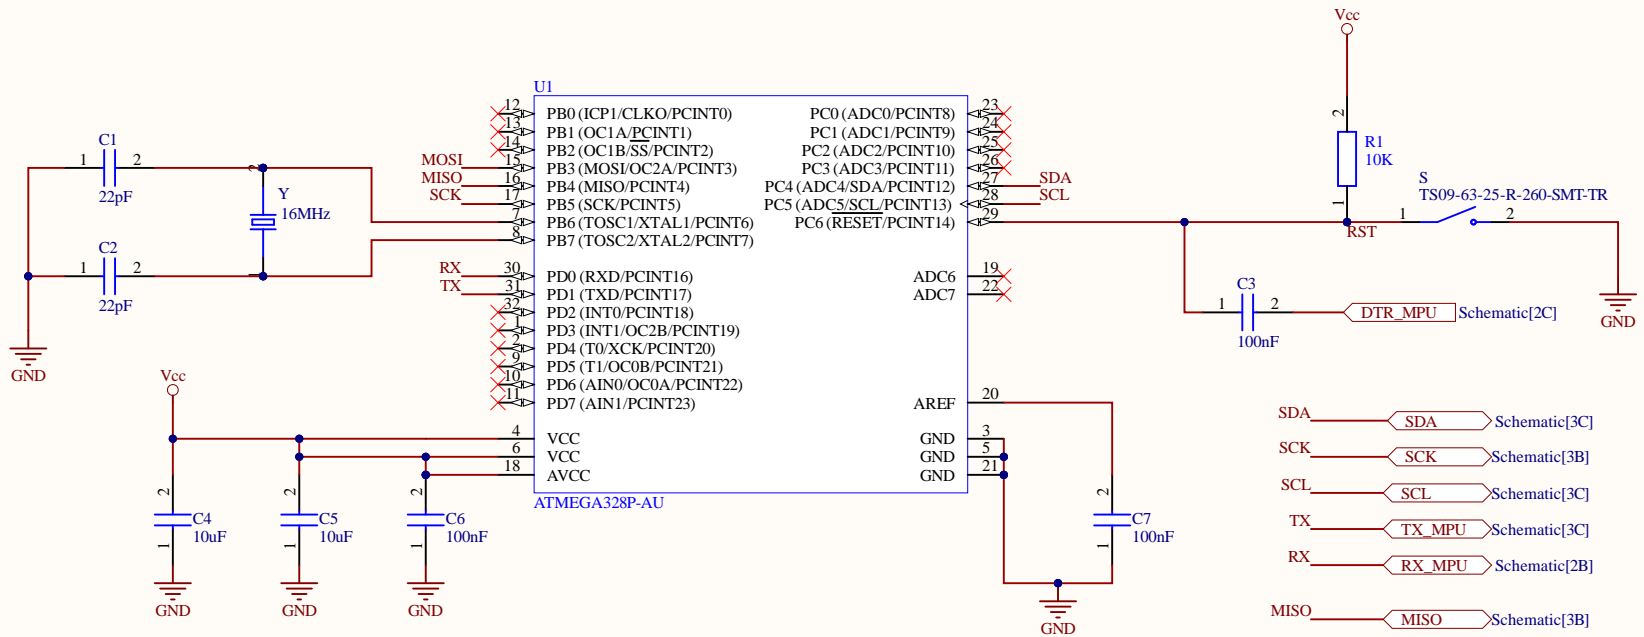 Vcc
U1
12 PB0 (ICP1/CLKO/PCINT0)
13 PB1 (OC1A/PCINT1)
14 PB2 (OC1B/SS/PCINT2)
MOSI 15 PB3 (MOSI/OC2A/PCINT3)
MISO 16 PB4 (MISO/PCINT4)
SCK 17 PB5 (SCK/PCINT5)
7 PB6 (TOSC1/XTAL1/PCINT6)
8 PB7 (TOSC2/XTAL2/PCINT7)
RX 30 PD0 (RXD/PCINT16)
TX 31 PD1 (TXD/PCINT17)
32 PD2 (INT0/PCINT18)
1 PD3 (INT1/OC2B/PCINT19)
2 PD4 (T0/XCK/PCINT20)
9 PD5 (T1/OC0B/PCINT21)
10 PD6 (AIN0/OC0A/PCINT22)
11 PD7 (AIN1/PCINT23)
4 VCC
6 VCC
18 AVCC
PC0 (ADC0/PCINT8) 23
PC1 (ADC1/PCINT9) 24
PC2 (ADC2/PCINT10) 25
PC3 (ADC3/PCINT11) 26
PC4 (ADC4/SDA/PCINT12) 27 SDA
PC5 (ADC5/SCL/PCINT13) 28 SCL
PC6 (RESET/PCINT14) 29
ADC6 19
ADC7 22
AREF 20
GND 3
GND 5
GND 21
ATMEGA328P-AU
C1
1 2
22pF
2
Y
16MHz
1
C2
1 2
22pF
GND
Vcc
2
C4
10uF
1
GND
2
C5
10uF
1
GND
2
C6
100nF
1
GND
2
C7
100nF
1
GND
2
R1
10K
1
RST
S
TS09-63-25-R-260-SMT-TR
1 2
GND
C3
1 2
100nF
DTR_MPU Schematic[2C]
SDA SDA Schematic[3C]
SCK SCK Schematic[3B]
SCL SCL Schematic[3C]
TX TX_MPU Schematic[3C]
RX RX_MPU Schematic[2B]
MISO MISO Schematic[3B]